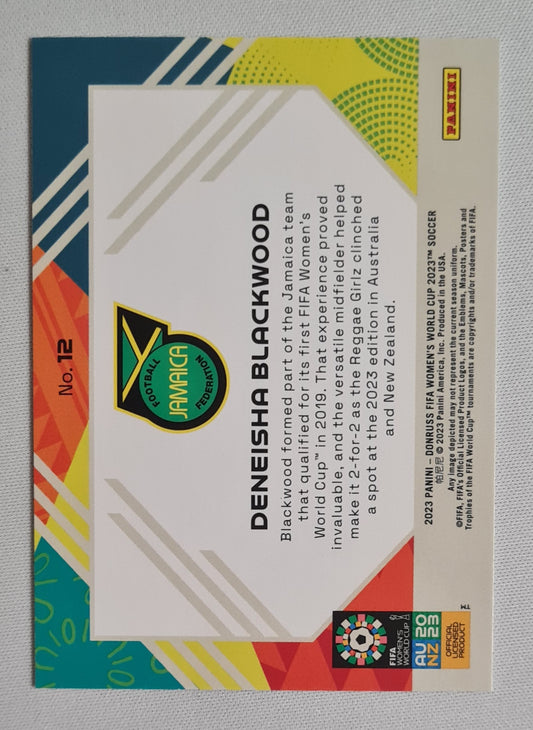 No. 12
FOOTBALL
JAMAICA
FEDERATION
DENEISHA BLACKWOOD
Blackwood formed part of the Jamaica team
that qualified for its first FIFA Women's
World Cup™ in 2019. That experience proved
invaluable, and the versatile midfielder helped
make it 2-for-2 as the Reggae Girlz clinched
a spot at the 2023 edition in Australia
and New Zealand.
FIFA
WOMEN'S
WORLD CUP
AU 20
NZ 23
OFFICIAL
LICENSED
PRODUCT
TM
2023 PANINI – DONRUSS FIFA WOMEN'S WORLD CUP 2023™ SOCCER
帕尼尼 © 2023 Panini America, Inc. Produced in the USA.
Any image depicted may not represent the current season uniform.
©FIFA, FIFA's Official Licensed Product Logos, and the Emblems, Mascots, Posters and
Trophies of the FIFA World Cup™ tournaments are copyrights and/or trademarks of FIFA.
PANINI